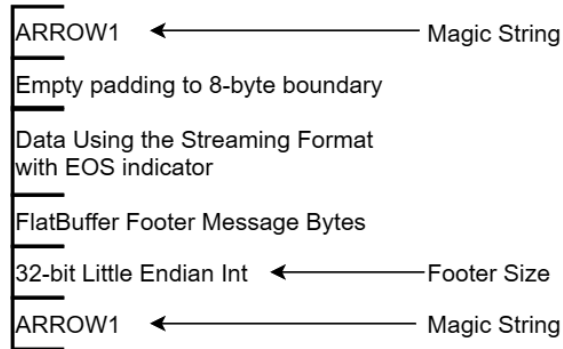 ARROW1 Magic String
Empty padding to 8-byte boundary
Data Using the Streaming Format
with EOS indicator
FlatBuffer Footer Message Bytes
32-bit Little Endian Int Footer Size
ARROW1 Magic String